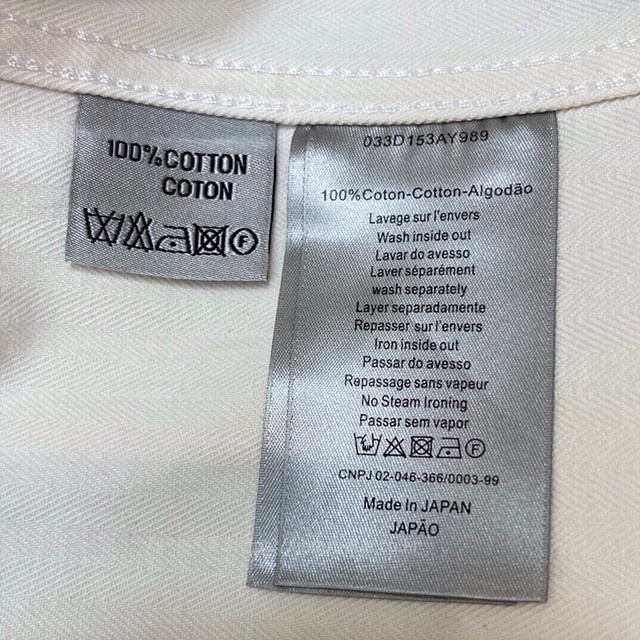 100%COTTON
COTON
F
033D153AY989
100%Coton-Cotton-Algodão
Lavage sur l'envers
Wash inside out
Lavar do avesso
Laver séparément
wash separately
Layer separadamente
Repasser sur l'envers
Iron inside out
Passar do avesso
Repassage sans vapeur
No Steam Ironing
Passar sem vapor
F
CNPJ 02-046-366/0003-99
Made In JAPAN
JAPÃO